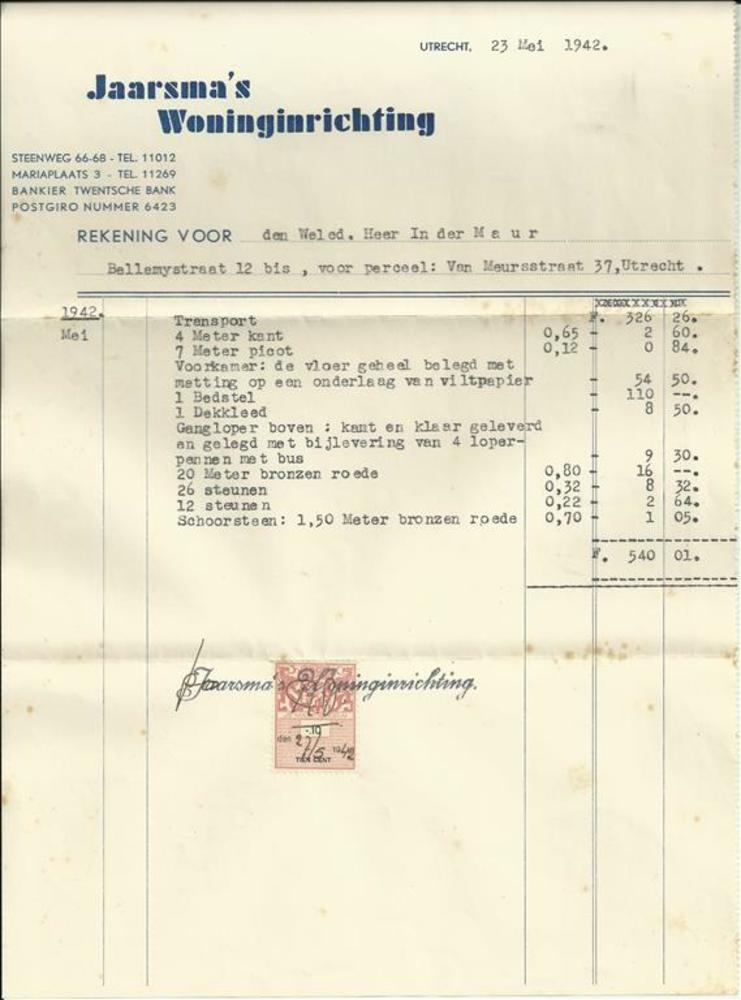 UTRECHT, 23 Mei 1942.
Jaarsma's
Woninginrichting
STEENWEG 66-68 - TEL. 11012
MARIAPLAATS 3 - TEL. 11269
BANKIER TWENTSCHE BANK
POSTGIRO NUMMER 6423
REKENING VOOR den Weled. Heer In der M a u r
Bellemystraat 12 bis , voor perceel: Van Meursstraat 37,Utrecht .
1942.
Transport F. 326 26.
Mei 4 Meter kant 0,65 - 2 60.
7 Meter picot 0,12 - 0 84.
Voorkamer: de vloer geheel belegd met
matting op een onderlaag van viltpapier - 54 50.
1 Bedstel - 110 --.
1 Dekkleed - 8 50.
Gangloper boven : kant en klaar geleverd
en gelegd met bijlevering van 4 loper-
pennen met bus - 9 30.
20 Meter bronzen roede 0,80 - 16 --.
26 steunen 0,32 - 8 32.
12 steunen 0,22 - 2 64.
Schoorsteen: 1,50 Meter bronzen roede 0,70 - 1 05.
F. 540 01.
Jaarsma's Woninginrichting.
-.10
den 27/5 1942
TIEN CENT